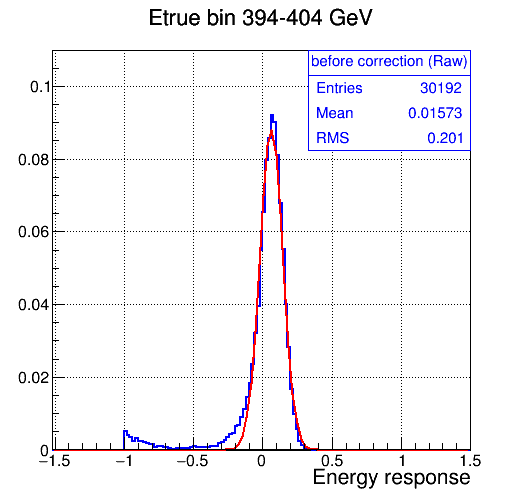 Etrue bin 394-404 GeV
before correction (Raw)
Entries 30192
Mean 0.01573
RMS 0.201
0.1
0.08
0.06
0.04
0.02
0
−1.5 −1 −0.5 0 0.5 1 1.5
Energy response